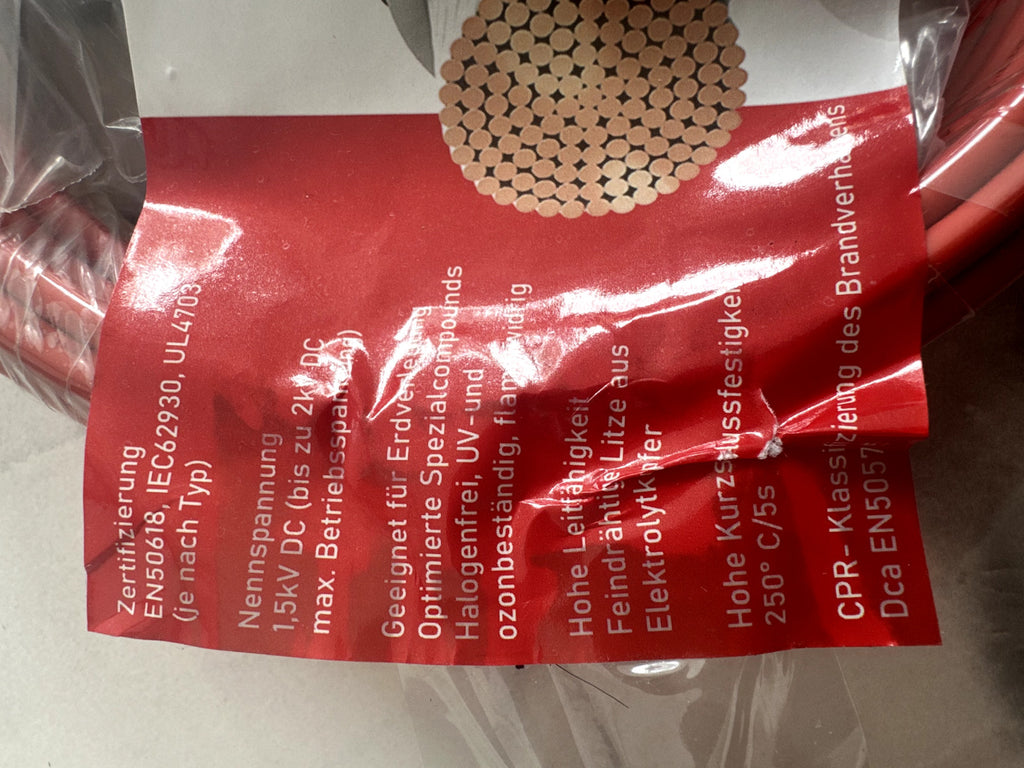 Zertifizierung
EN50618, IEC62930, UL4703
(je nach Typ)
Nennspannung
1,5kV DC (bis zu 2kV DC
max. Betriebsspannung)
Geeignet für Erdverlegung
Optimierte Spezialcompounds
Halogenfrei, UV-und
ozonbeständig, flammwidrig
Hohe Leitfähigkeit
Feindrähtige Litze aus
Elektrolytkupfer
Hohe Kurzschlussfestigkeit
250° C/5s
CPR- Klassifizierung des Brandverhaltens
Dca EN50575